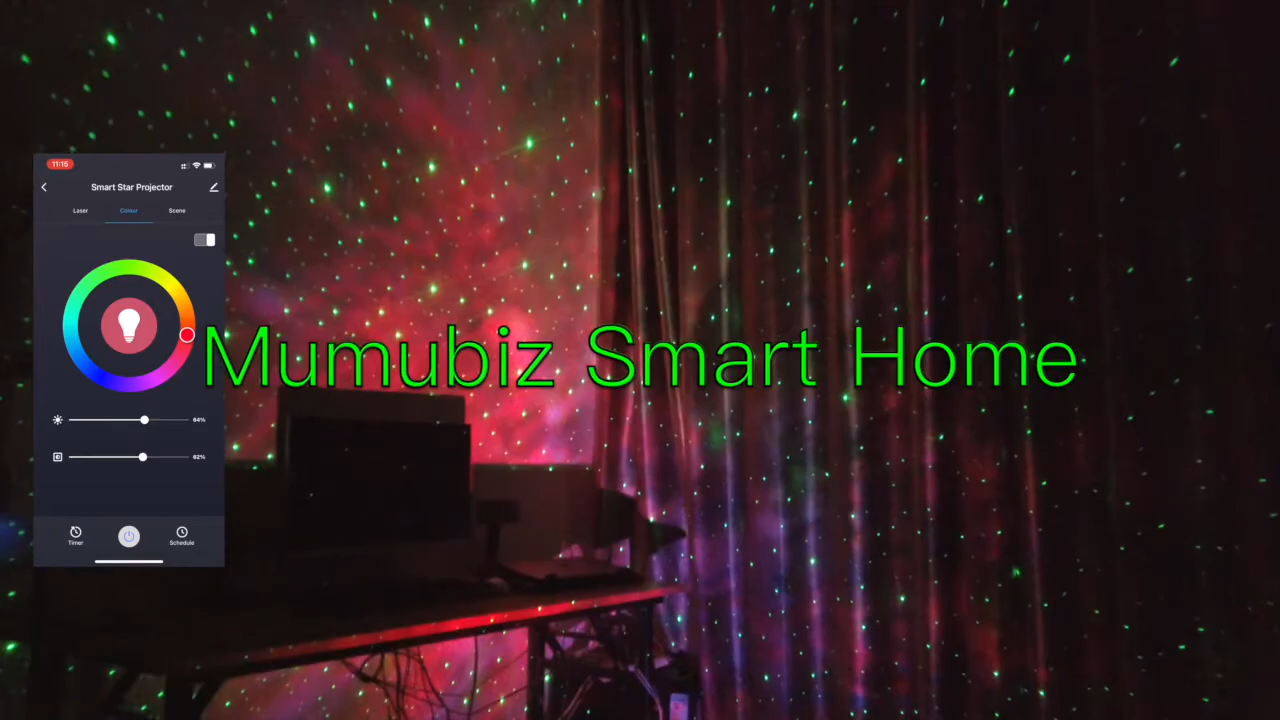 11:15
Smart Star Projector
Laser Colour Scene
Mumubiz Smart Home
64%
62%
Timer Schedule